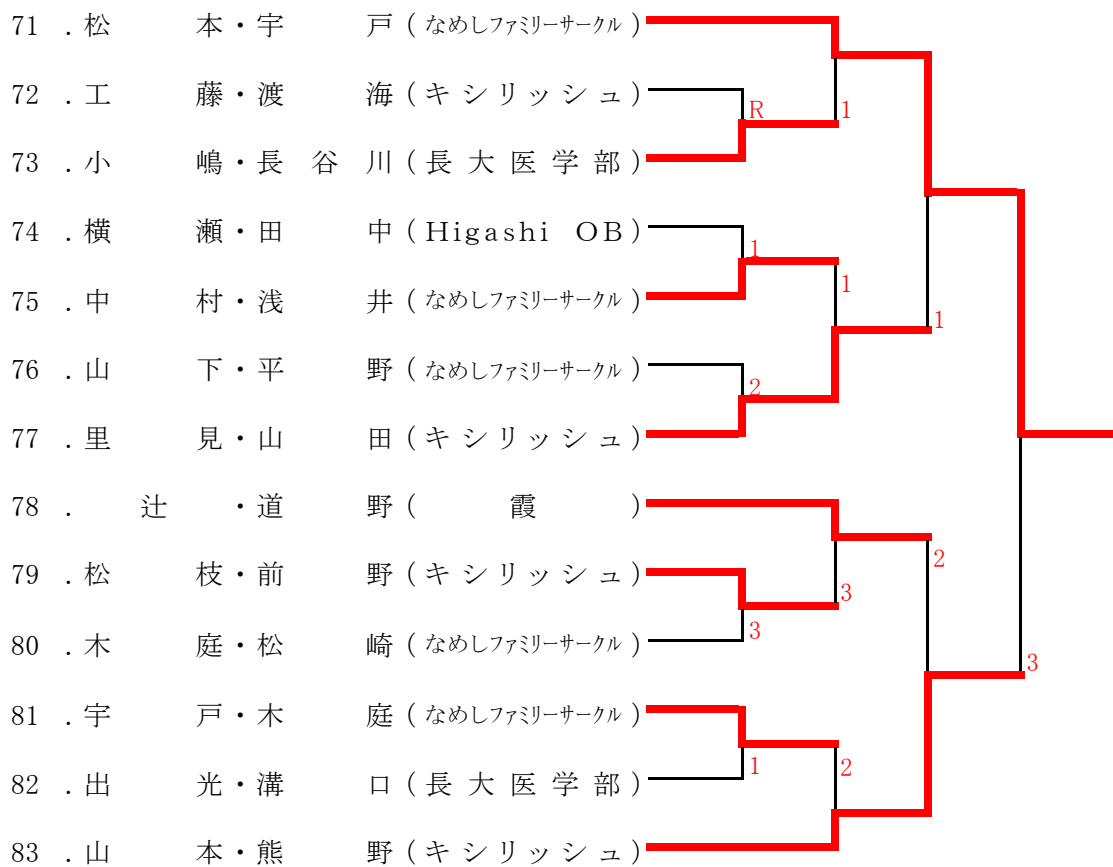 71 .松 本・宇 戸 (なめしファミリーサークル)
72 .工 藤・渡 海 (キシリッシュ)
R
1
73 .小 嶋・長 谷 川 (長大医学部)
74 .横 瀬・田 中 (Higashi OB)
1
1
75 .中 村・浅 井 (なめしファミリーサークル)
1
76 .山 下・平 野 (なめしファミリーサークル)
2
77 .里 見・山 田 (キシリッシュ)
78 . 辻 ・道 野 ( 霞 )
2
79 .松 枝・前 野 (キシリッシュ)
3
3
80 .木 庭・松 崎 (なめしファミリーサークル)
3
81 .宇 戸・木 庭 (なめしファミリーサークル)
1
2
82 .出 光・溝 口 (長大医学部)
83 .山 本・熊 野 (キシリッシュ)